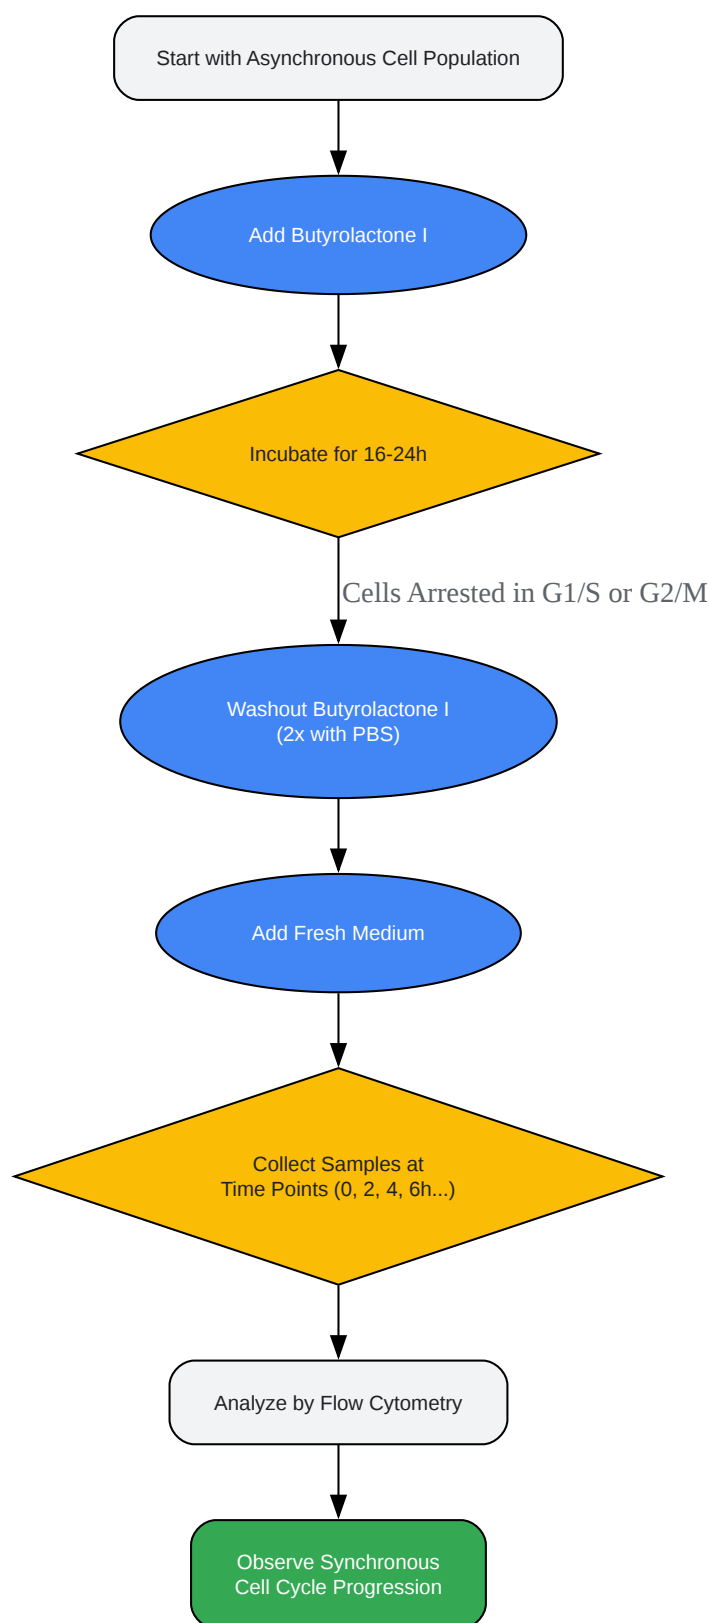 Start with Asynchronous Cell Population
Add Butyrolactone I
Incubate for 16-24h
Cells Arrested in G1/S or G2/M
Washout Butyrolactone I
(2x with PBS)
Add Fresh Medium
Collect Samples at
Time Points (0, 2, 4, 6h...)
Analyze by Flow Cytometry
Observe Synchronous
Cell Cycle Progression